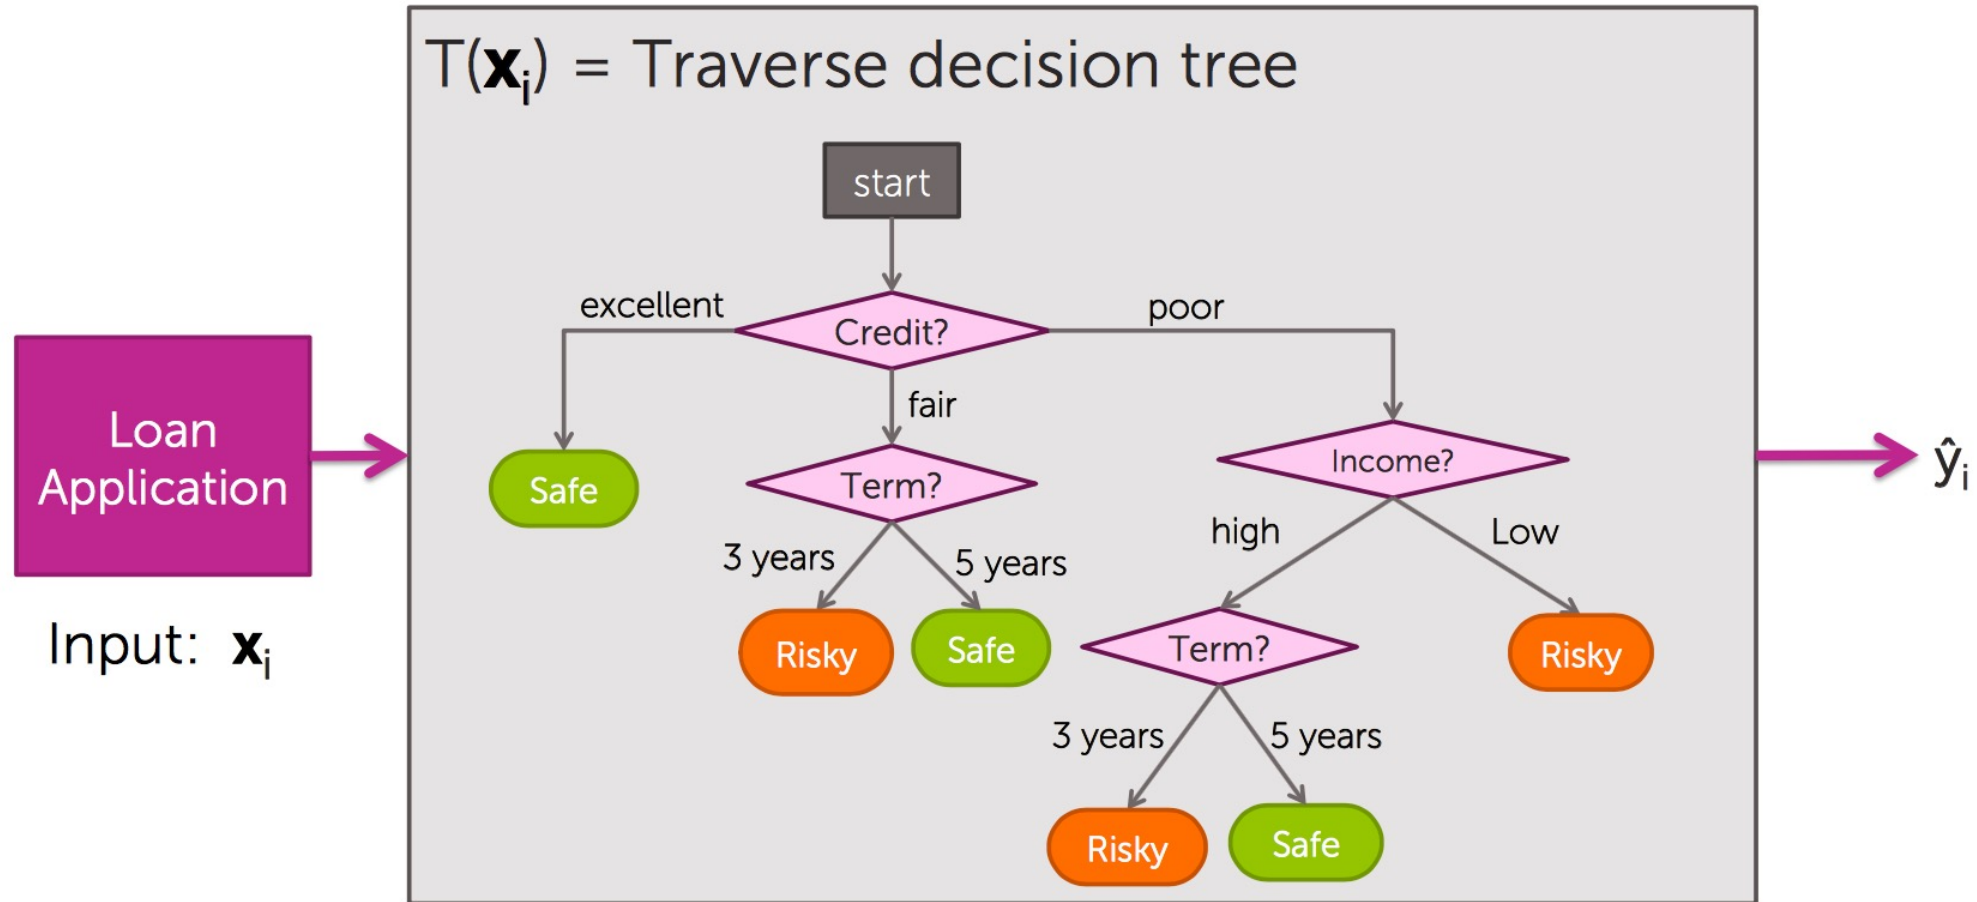 T(xᵢ) = Traverse decision tree
start
excellent
Credit?
poor
fair
Loan
Application
Input: xᵢ
Safe
Term?
Income?
3 years
5 years
high
Low
Risky
Safe
Term?
Risky
3 years
5 years
Risky
Safe
ŷᵢ